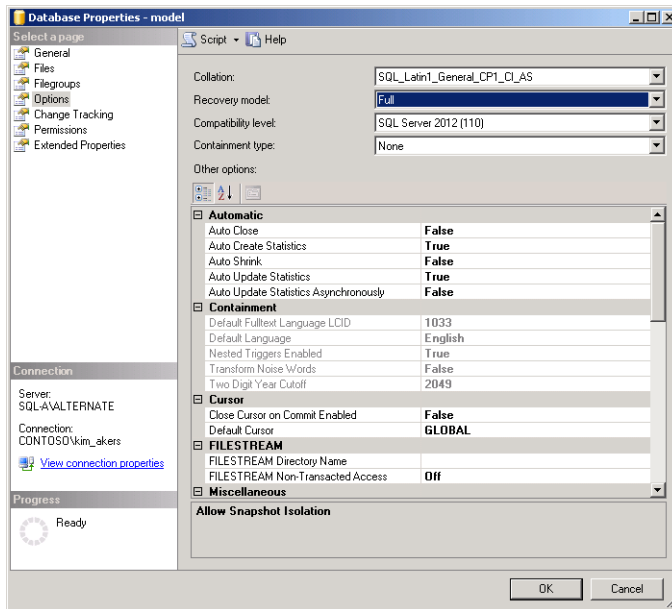 Database Properties - model
Select a page
General
Files
Filegroups
Options
Change Tracking
Permissions
Extended Properties
Script Help
Collation: SQL_Latin1_General_CP1_CI_AS
Recovery model: Full
Compatibility level: SQL Server 2012 (110)
Containment type: None
Other options:
Automatic
Auto Close False
Auto Create Statistics True
Auto Shrink False
Auto Update Statistics True
Auto Update Statistics Asynchronously False
Containment
Default Fulltext Language LCID 1033
Default Language English
Nested Triggers Enabled True
Transform Noise Words False
Two Digit Year Cutoff 2049
Cursor
Close Cursor on Commit Enabled False
Default Cursor GLOBAL
FILESTREAM
FILESTREAM Directory Name
FILESTREAM Non-Transacted Access Off
Miscellaneous
Allow Snapshot Isolation
Connection
Server:
SQL-A\ALTERNATE
Connection:
CONTOSO\kim_akers
View connection properties
Progress
Ready
OK Cancel